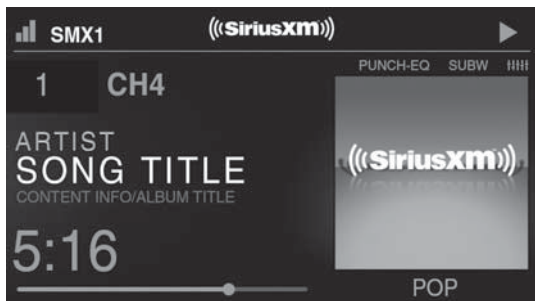 SMX1
((SiriusXM))
PUNCH-EQ SUBW
1 CH4
ARTIST
SONG TITLE
CONTENT INFO/ALBUM TITLE
((SiriusXM))
5:16
POP